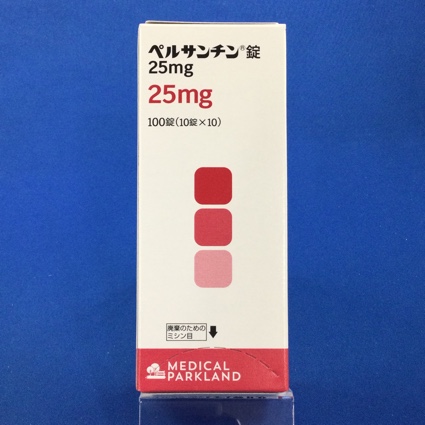 ペルサンチン®錠
25mg
25mg
100錠(10錠×10)
廃棄のための
ミシン目
MEDICAL
PARKLAND